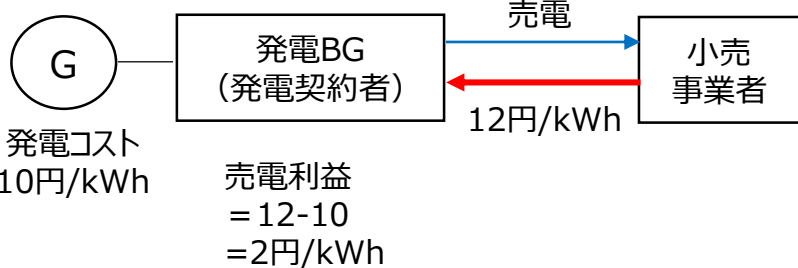 売電
G
発電BG
（発電契約者）
小売
事業者
12円/kWh
発電コスト
10円/kWh
売電利益
＝12-10
=2円/kWh